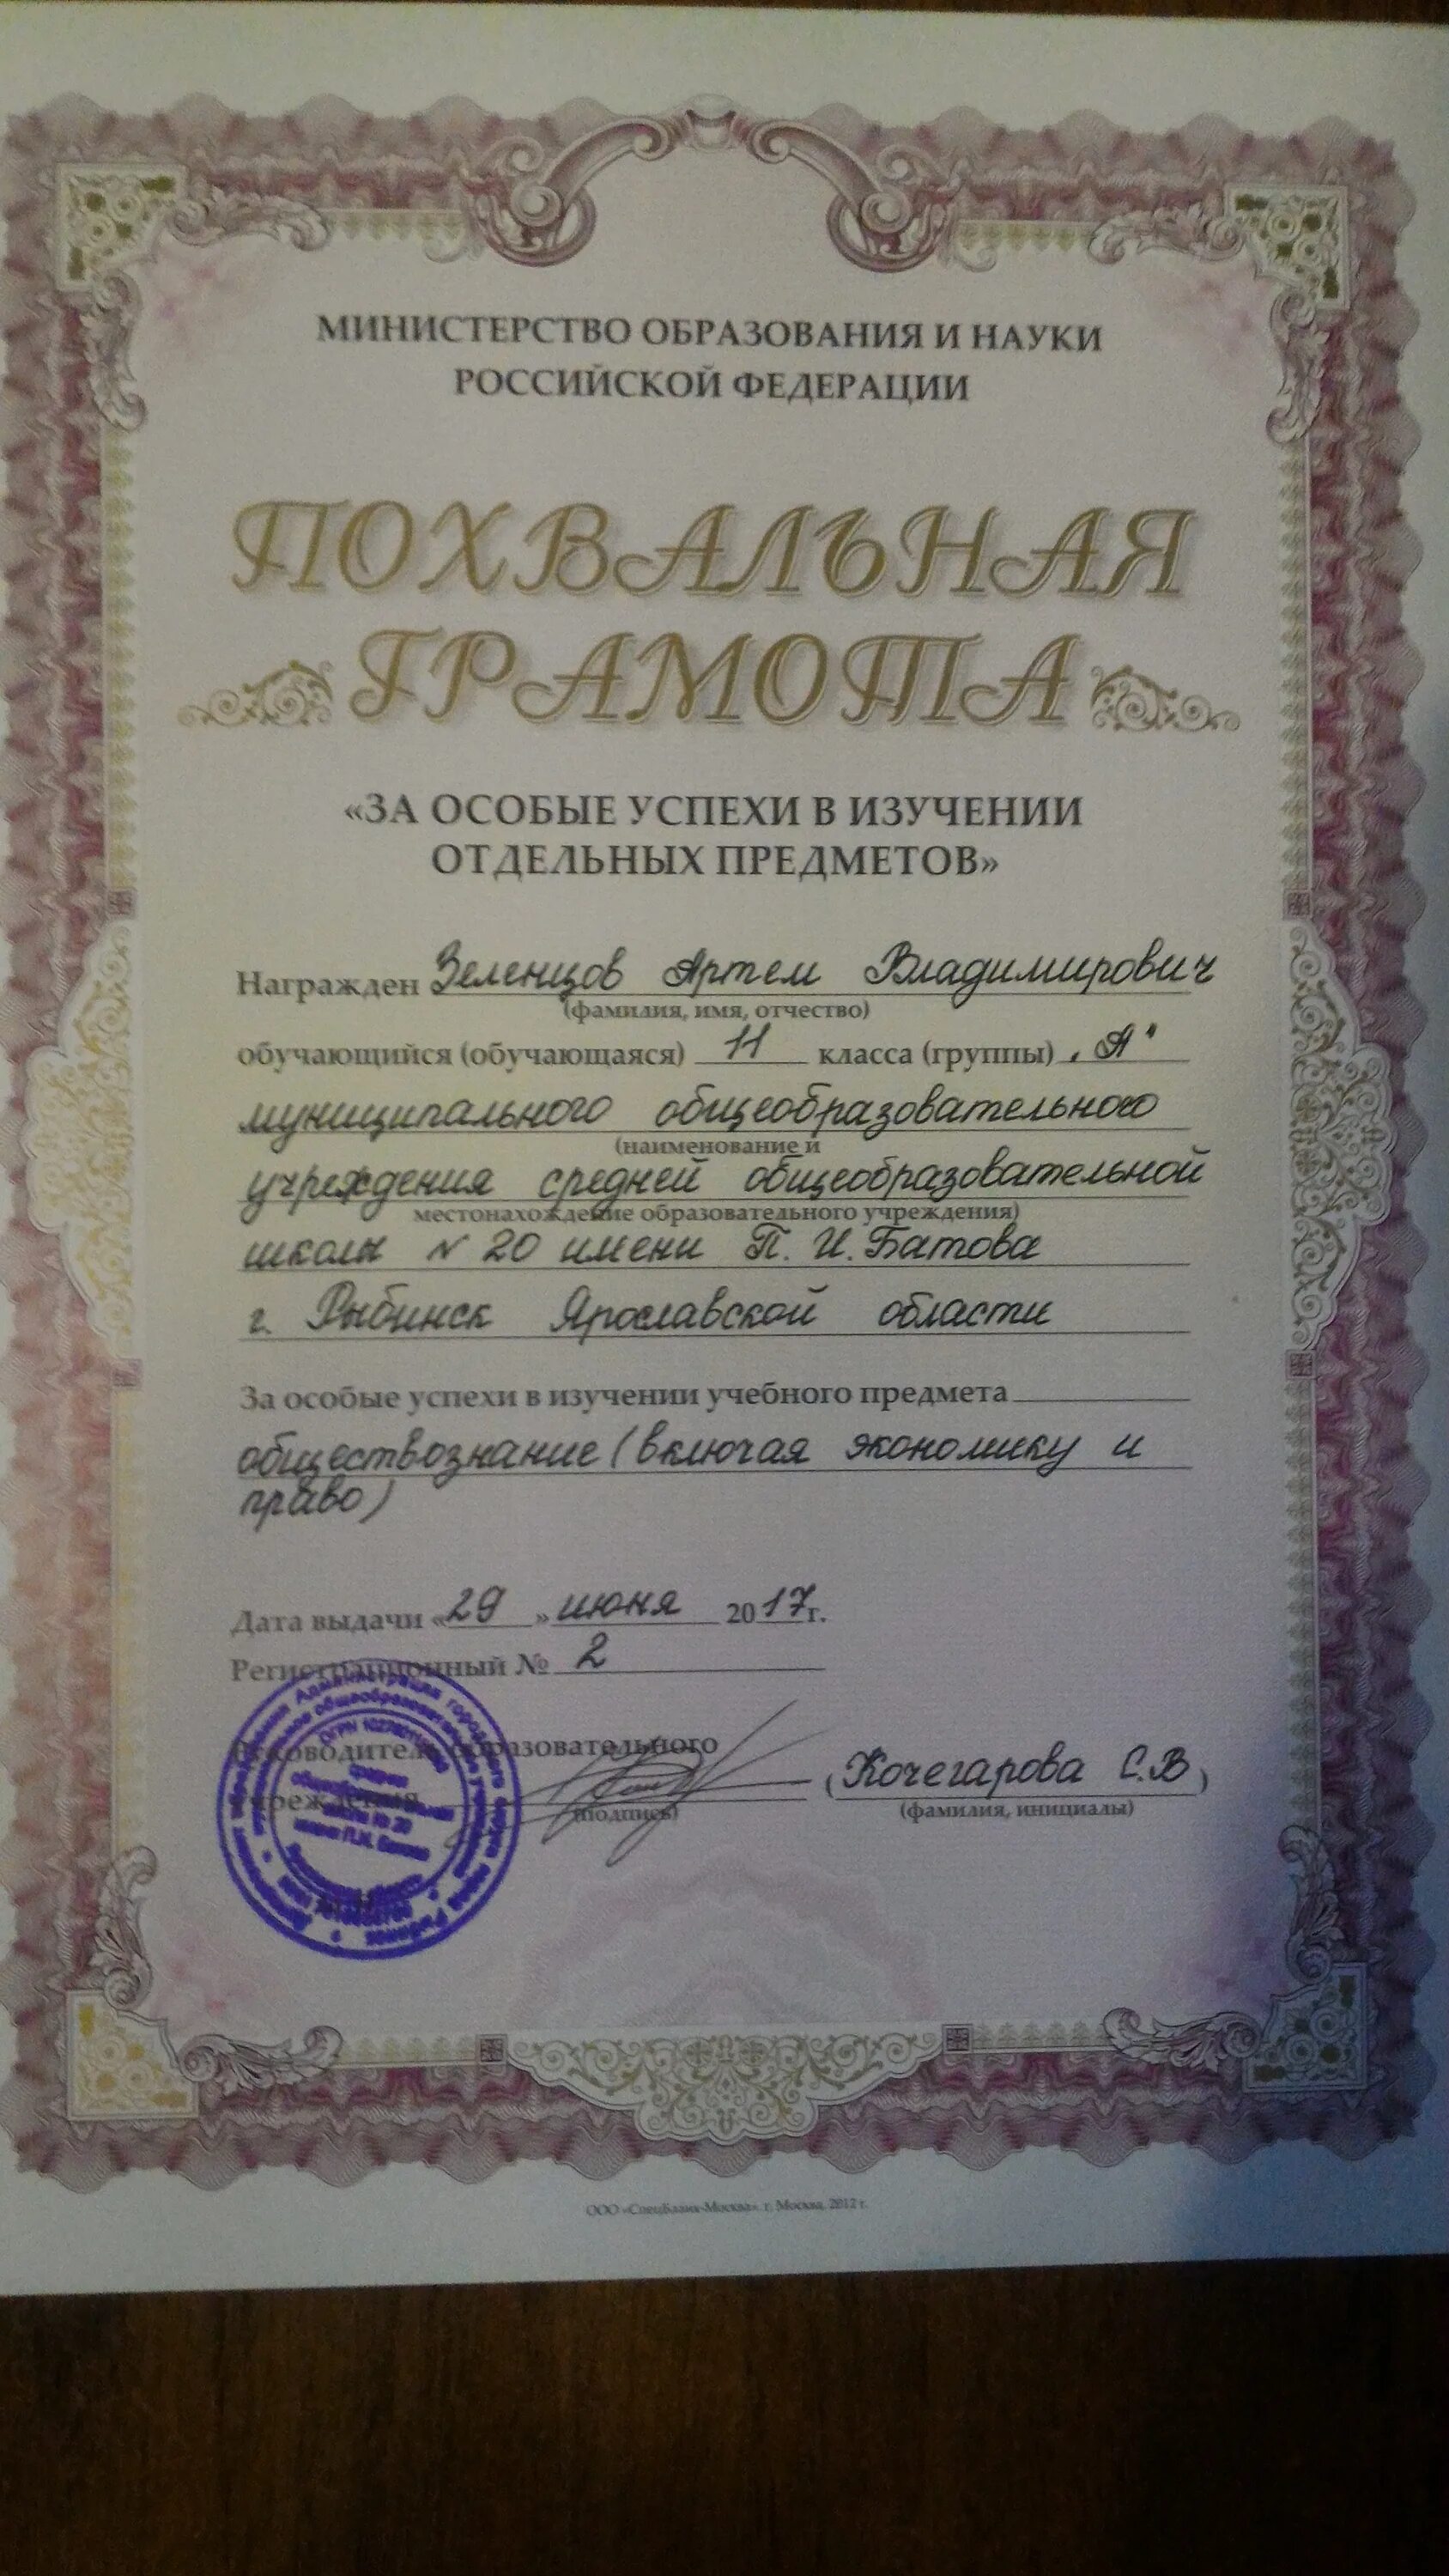 МИНИСТЕРСТВО ОБРАЗОВАНИЯ И НАУКИ
РОССИЙСКОЙ ФЕДЕРАЦИИ
ПОХВАЛЬНАЯ
ГРАМОТА
«ЗА ОСОБЫЕ УСПЕХИ В ИЗУЧЕНИИ
ОТДЕЛЬНЫХ ПРЕДМЕТОВ»
Награжден Зеленцов Артем Владимирович
(фамилия, имя, отчество)
обучающийся (обучающаяся) 11 класса (группы) „А"
муниципального общеобразовательного
(наименование и
учреждения средней общеобразовательной
местонахождение образовательного учреждения)
школы № 20 имени П. И. Батова
г. Рыбинск Ярославской области
За особые успехи в изучении учебного предмета
обществознание (включая экономику и
право)
Дата выдачи «29» июня 2017г.
Регистрационный № 2
Руководитель образовательного
учреждения
(подпись)
(Кочегарова С.В)
(фамилия, инициалы)
ООО «СпецБланк-Москва», г. Москва, 2012 г.